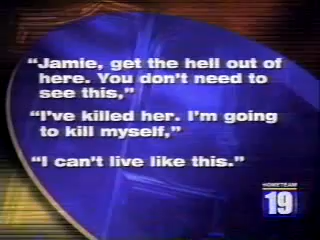 “Jamie, get the hell out of
here. You don't need to
see this,”
“I've killed her. I'm going
to kill myself,”
“I can't live like this.”
HOMETEAM
19